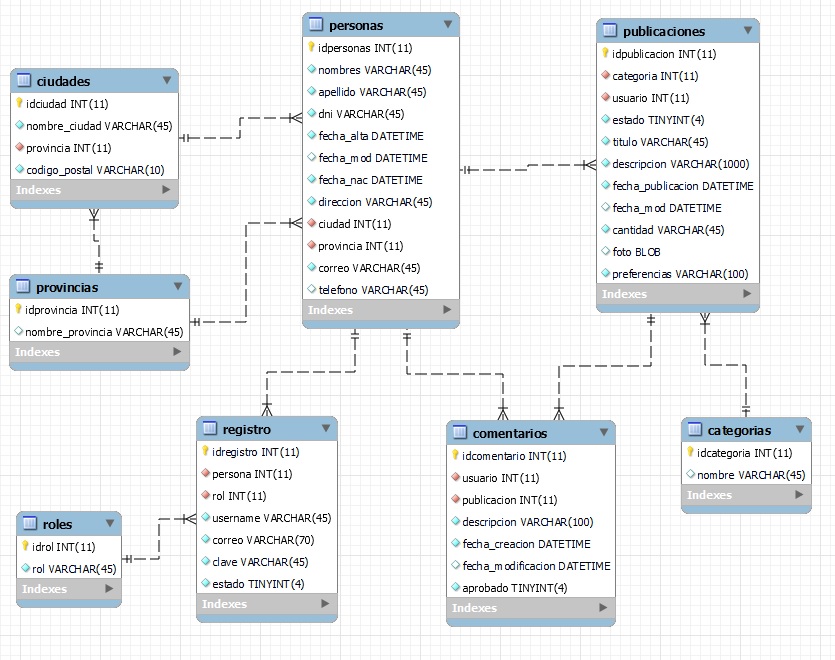 personas
idpersonas INT(11)
nombres VARCHAR(45)
apellido VARCHAR(45)
dni VARCHAR(45)
fecha_alta DATETIME
fecha_mod DATETIME
fecha_nac DATETIME
direccion VARCHAR(45)
ciudad INT(11)
provincia INT(11)
correo VARCHAR(45)
telefono VARCHAR(45)
Indexes
publicaciones
idpublicacion INT(11)
categoria INT(11)
usuario INT(11)
estado TINYINT(4)
titulo VARCHAR(45)
descripcion VARCHAR(1000)
fecha_publicacion DATETIME
fecha_mod DATETIME
cantidad VARCHAR(45)
foto BLOB
preferencias VARCHAR(100)
Indexes
ciudades
idciudad INT(11)
nombre_ciudad VARCHAR(45)
provincia INT(11)
codigo_postal VARCHAR(10)
Indexes
provincias
idprovincia INT(11)
nombre_provincia VARCHAR(45)
Indexes
registro
idregistro INT(11)
persona INT(11)
rol INT(11)
username VARCHAR(45)
correo VARCHAR(70)
clave VARCHAR(45)
estado TINYINT(4)
Indexes
comentarios
idcomentario INT(11)
usuario INT(11)
publicacion INT(11)
descripcion VARCHAR(100)
fecha_creacion DATETIME
fecha_modificacion DATETIME
aprobado TINYINT(4)
Indexes
categorias
idcategoria INT(11)
nombre VARCHAR(45)
Indexes
roles
idrol INT(11)
rol VARCHAR(45)
Indexes